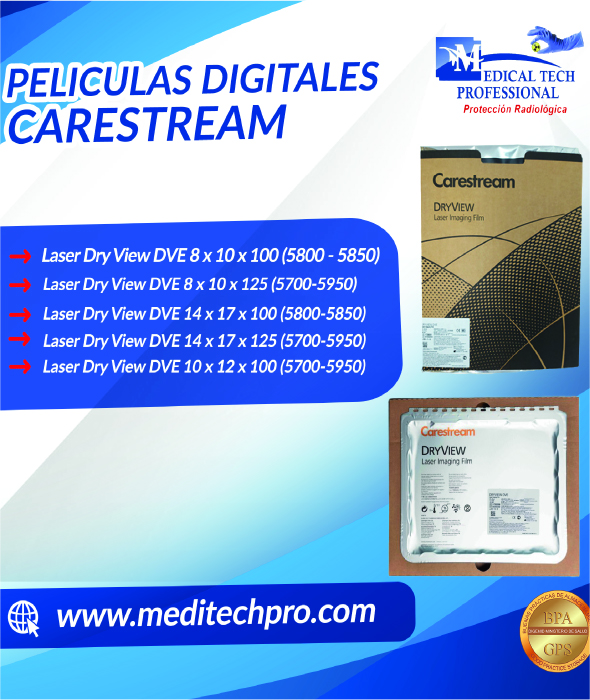 PELICULAS DIGITALES
CARESTREAM
MEDICAL TECH
PROFESSIONAL
Protección Radiológica
Carestream
DRYVIEW
Laser Imaging Film
Laser Dry View DVE 8 x 10 x 100 (5800 - 5850)
Laser Dry View DVE 8 x 10 x 125 (5700-5950)
Laser Dry View DVE 14 x 17 x 100 (5800-5850)
Laser Dry View DVE 14 x 17 x 125 (5700-5950)
Laser Dry View DVE 10 x 12 x 100 (5700-5950)
Carestream
DRYVIEW
Laser Imaging Film
www.meditechpro.com
BPA
GPS